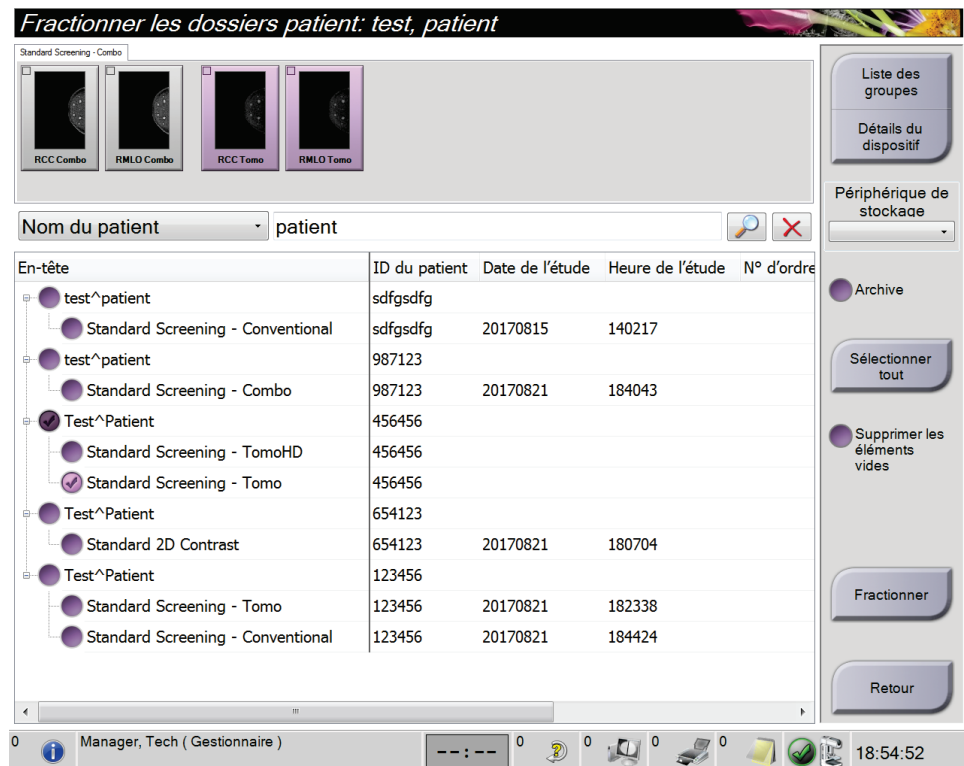 Fractionner les dossiers patient: test, patient
Standard Screening - Combo
RCC Combo
RMLO Combo
RCC Tomo
RMLO Tomo
Liste des
groupes
Détails du
dispositif
Périphérique de
stockage
Nom du patient
patient
En-tête ID du patient Date de l'étude Heure de l'étude N° d'ordre
test^patient sdfgsdfg
Standard Screening - Conventional sdfgsdfg 20170815 140217
test^patient 987123
Standard Screening - Combo 987123 20170821 184043
Test^Patient 456456
Standard Screening - TomoHD 456456
Standard Screening - Tomo 456456
Test^Patient 654123
Standard 2D Contrast 654123 20170821 180704
Test^Patient 123456
Standard Screening - Tomo 123456 20170821 182338
Standard Screening - Conventional 123456 20170821 184424
Archive
Sélectionner
tout
Supprimer les
éléments
vides
Fractionner
Retour
0 Manager, Tech ( Gestionnaire ) --:-- 0 0 0 0 18:54:52